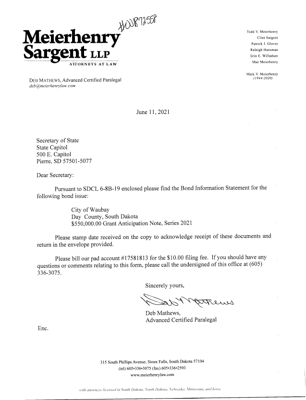 Meierhenry
Sargent LLP
ATTORNEYS AT LAW
Todd V. Meierhenry
Clint Sargent
Patrick J. Glover
Raleigh Hansman
Erin E. Willadsen
Mae Meierhenry
Mark V. Meierhenry
(1944-2020)
DEB MATHEWS, Advanced Certified Paralegal
deb@meierhenrylaw.com
June 11, 2021
Secretary of State
State Capitol
500 E. Capitol
Pierre, SD 57501-5077
Dear Secretary:
Pursuant to SDCL 6-8B-19 enclosed please find the Bond Information Statement for the
following bond issue:
City of Waubay
Day County, South Dakota
$550,000.00 Grant Anticipation Note, Series 2021
Please stamp date received on the copy to acknowledge receipt of these documents and
return in the envelope provided.
Please bill our pad account #17581813 for the $10.00 filing fee. If you should have any
questions or comments relating to this form, please call the undersigned of this office at (605)
336-3075.
Sincerely yours,
Deb Mathews
Deb Mathews,
Advanced Certified Paralegal
Enc.
315 South Phillips Avenue, Sioux Falls, South Dakota 57104
(tel) 605•336•3075 (fax) 605•336•2593
www.meierhenrylaw.com
with attorneys licensed in South Dakota, North Dakota, Nebraska, Minnesota, and Iowa